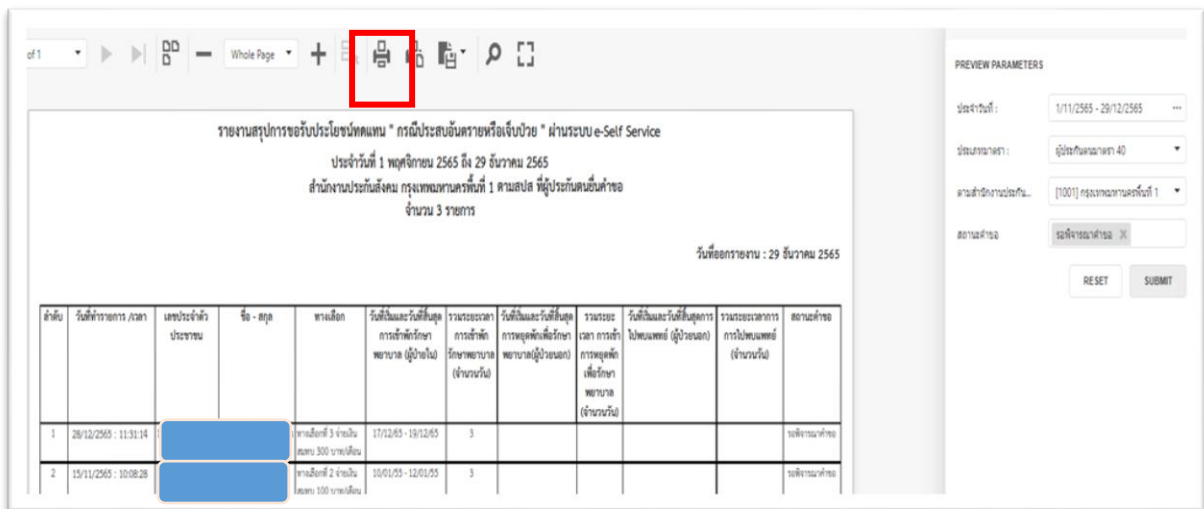 of 1
Whole Page
รายงานสรุปการขอรับประโยชน์ทดแทน " กรณีประสบอันตรายหรือเจ็บป่วย " ผ่านระบบ e-Self Service
ประจำวันที่ 1 พฤศจิกายน 2565 ถึง 29 ธันวาคม 2565
สำนักงานประกันสังคม กรุงเทพมหานครพื้นที่ 1 ตามสปส ที่ผู้ประกันตนยื่นคำขอ
จำนวน 3 รายการ
วันที่ออกรายงาน : 29 ธันวาคม 2565
ลำดับ
วันที่ทำรายการ /เวลา
เลขประจำตัว
ประชาชน
ชื่อ - สกุล
ทางเลือก
วันที่เริ่มและวันที่สิ้นสุด
การเข้าพักรักษา
พยาบาล (ผู้ป่วยใน)
รวมระยะเวลา
การเข้าพัก
รักษาพยาบาล
(จำนวนวัน)
วันที่เริ่มและวันที่สิ้นสุด
การหยุดพักเพื่อรักษา
พยาบาล(ผู้ป่วยนอก)
รวมระยะ
เวลา การเข้า
การหยุดพัก
เพื่อรักษา
พยาบาล
(จำนวนวัน)
วันที่เริ่มและวันที่สิ้นสุดการ
ไปพบแพทย์ (ผู้ป่วยนอก)
รวมระยะเวลาการ
การไปพบแพทย์
(จำนวนวัน)
สถานะคำขอ
1
28/12/2565 : 11:31:14
ทางเลือกที่ 3 จ่ายเงิน
สมทบ 300 บาท/เดือน
17/12/65 - 19/12/65
3
รอพิจารณาคำขอ
2
15/11/2565 : 10:08:28
ทางเลือกที่ 2 จ่ายเงิน
สมทบ 100 บาท/เดือน
10/01/55 - 12/01/55
3
รอพิจารณาคำขอ
PREVIEW PARAMETERS
ประจำวันที่ :
1/11/2565 - 29/12/2565
ประเภทมาตรา :
ผู้ประกันตนมาตรา 40
ตามสำนักงานประกัน...
[1001] กรุงเทพมหานครพื้นที่ 1
สถานะคำขอ
รอพิจารณาคำขอ X
RESET
SUBMIT